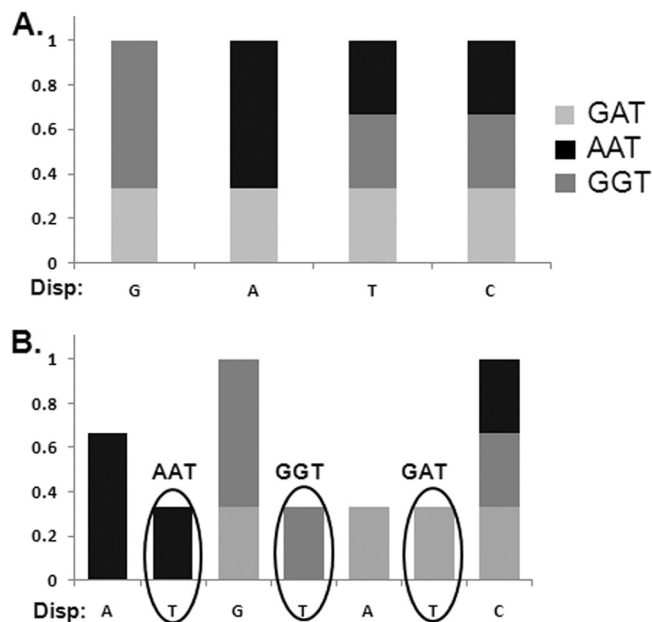 A.
1
0.8
0.6
0.4
0.2
0
GAT
AAT
GGT
Disp: G A T C
B.
1
0.8
0.6
0.4
0.2
0
AAT GGT GAT
Disp: A T G T A T C